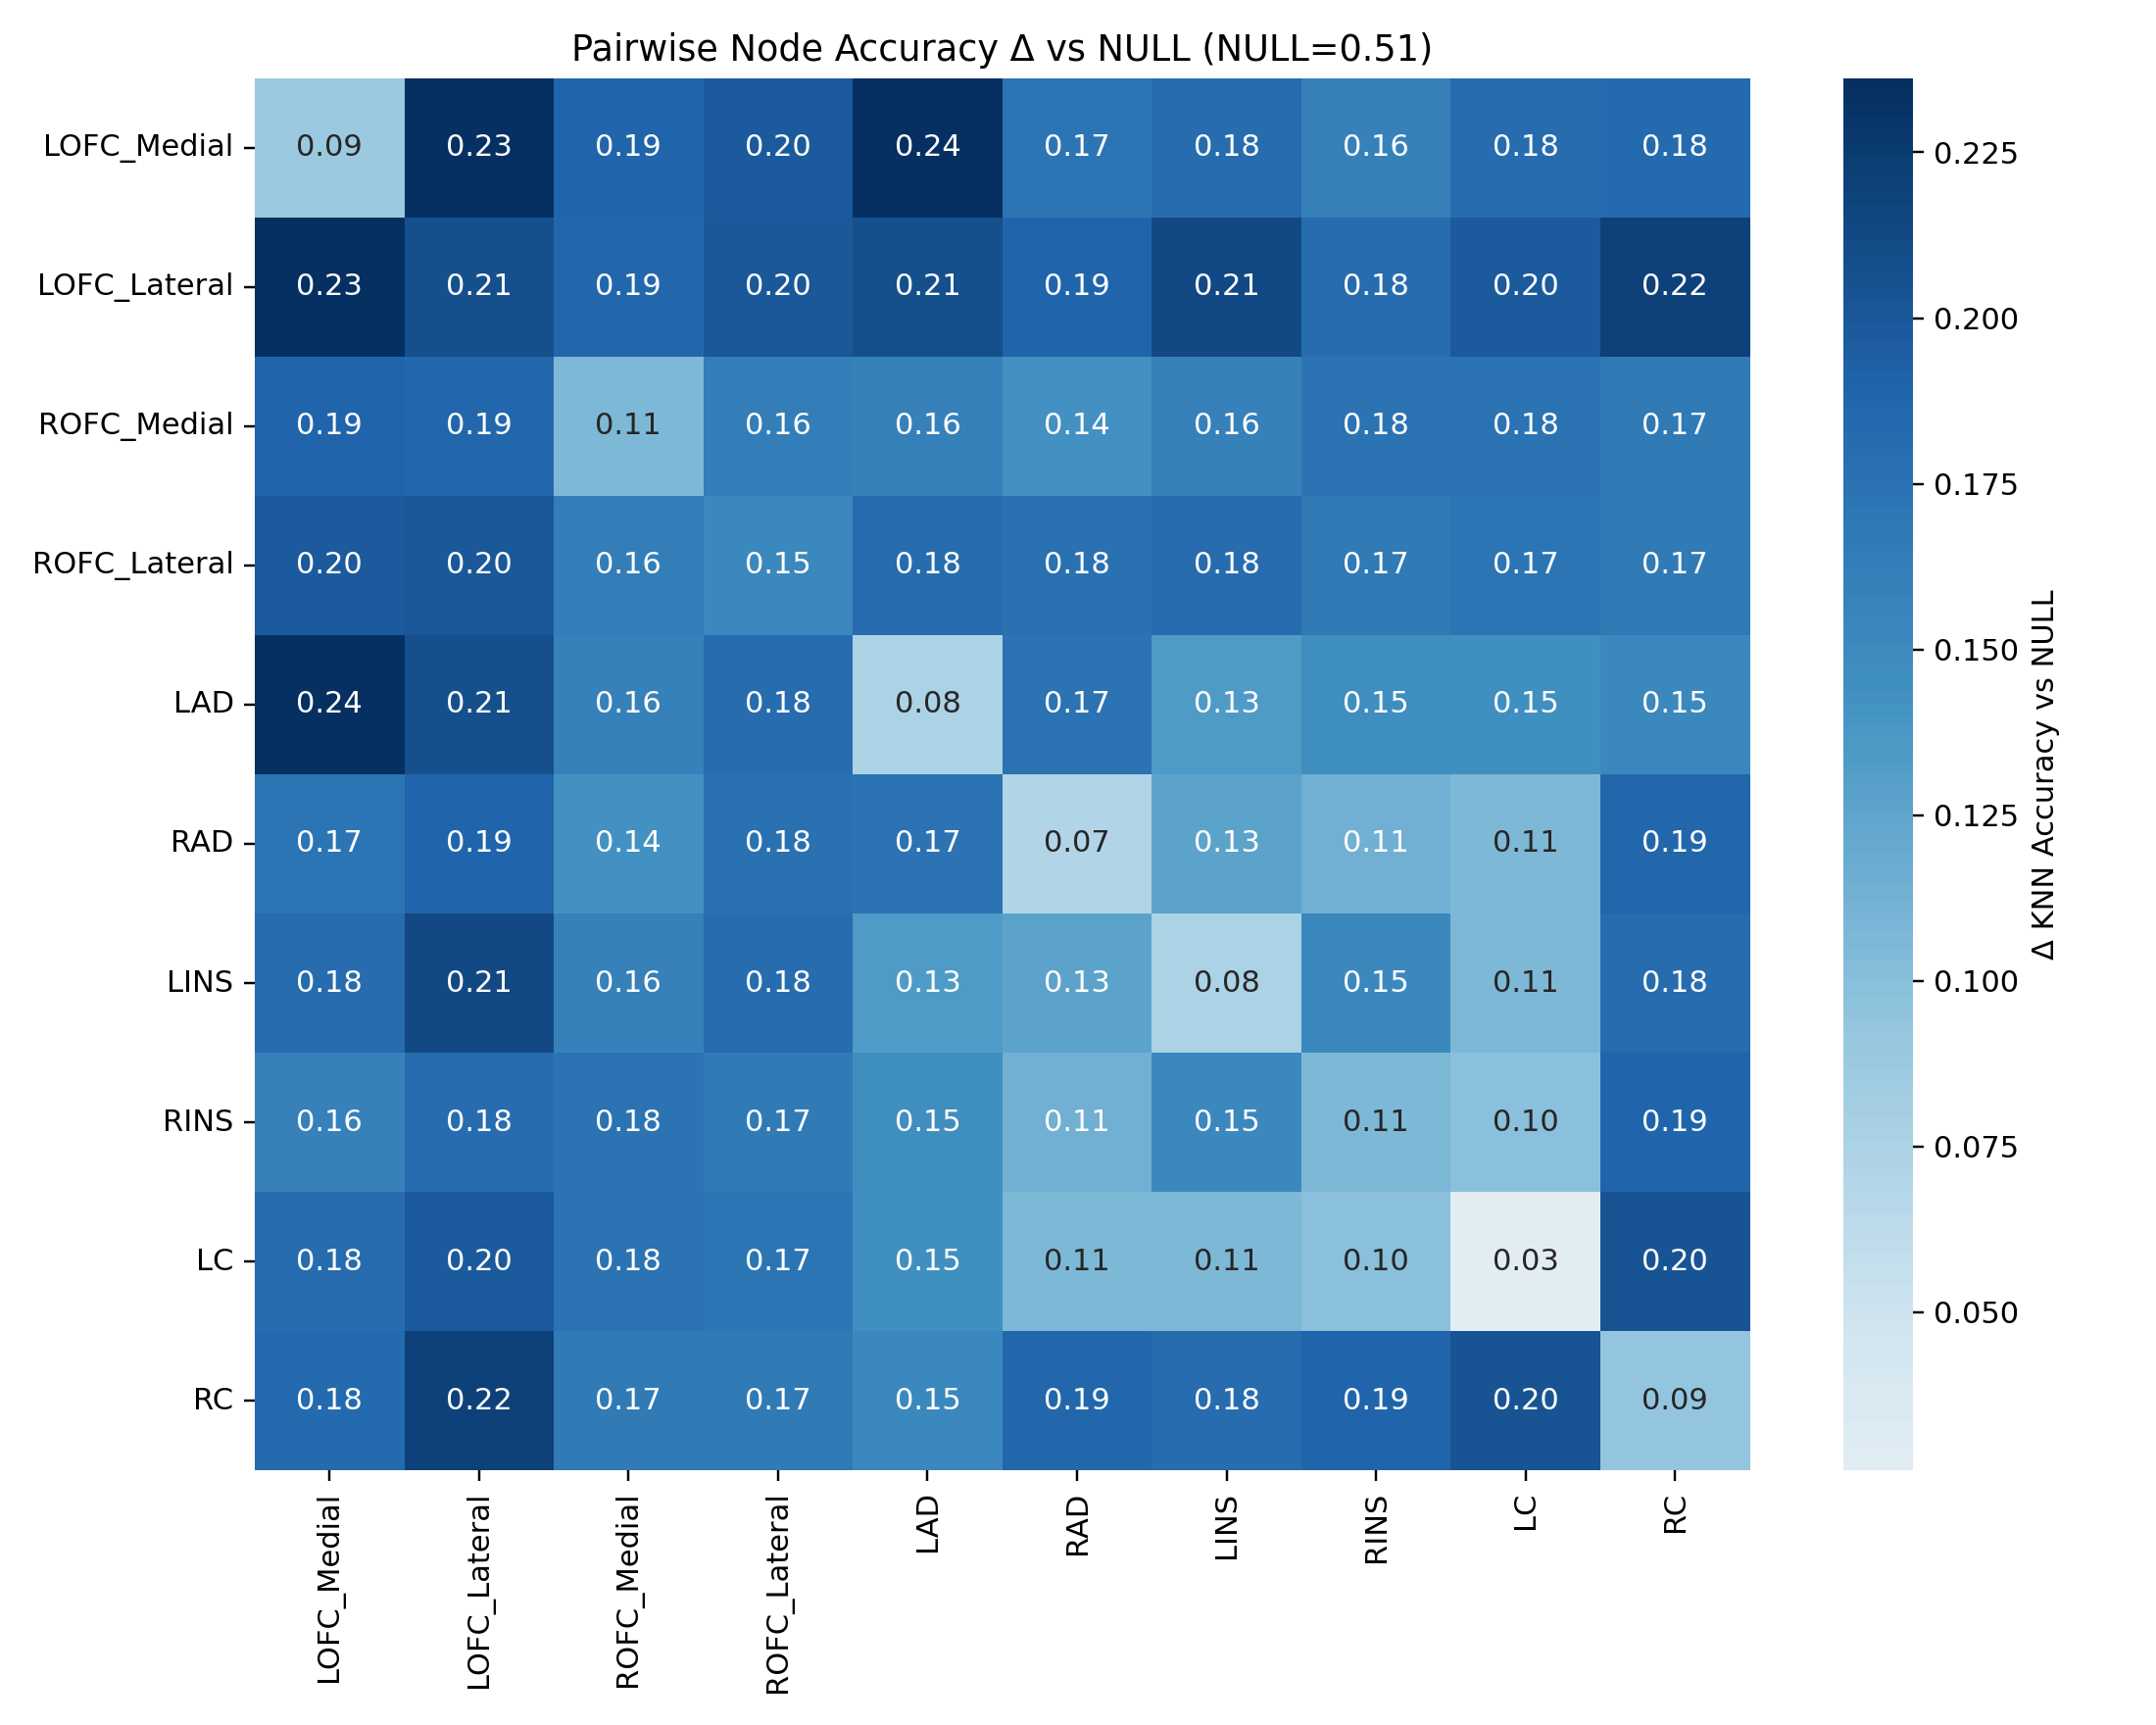 Pairwise Node Accuracy Δ vs NULL (NULL=0.51)
LOFC_Medial 0.09 0.23 0.19 0.20 0.24 0.17 0.18 0.16 0.18 0.18
LOFC_Lateral 0.23 0.21 0.19 0.20 0.21 0.19 0.21 0.18 0.20 0.22
ROFC_Medial 0.19 0.19 0.11 0.16 0.16 0.14 0.16 0.18 0.18 0.17
ROFC_Lateral 0.20 0.20 0.16 0.15 0.18 0.18 0.18 0.17 0.17 0.17
LAD 0.24 0.21 0.16 0.18 0.08 0.17 0.13 0.15 0.15 0.15
RAD 0.17 0.19 0.14 0.18 0.17 0.07 0.13 0.11 0.11 0.19
LINS 0.18 0.21 0.16 0.18 0.13 0.13 0.08 0.15 0.11 0.18
RINS 0.16 0.18 0.18 0.17 0.15 0.11 0.15 0.11 0.10 0.19
LC 0.18 0.20 0.18 0.17 0.15 0.11 0.11 0.10 0.03 0.20
RC 0.18 0.22 0.17 0.17 0.15 0.19 0.18 0.19 0.20 0.09
LOFC_Medial LOFC_Lateral ROFC_Medial ROFC_Lateral LAD RAD LINS RINS LC RC
0.225
0.200
0.175
0.150
0.125
0.100
0.075
0.050
Δ KNN Accuracy vs NULL